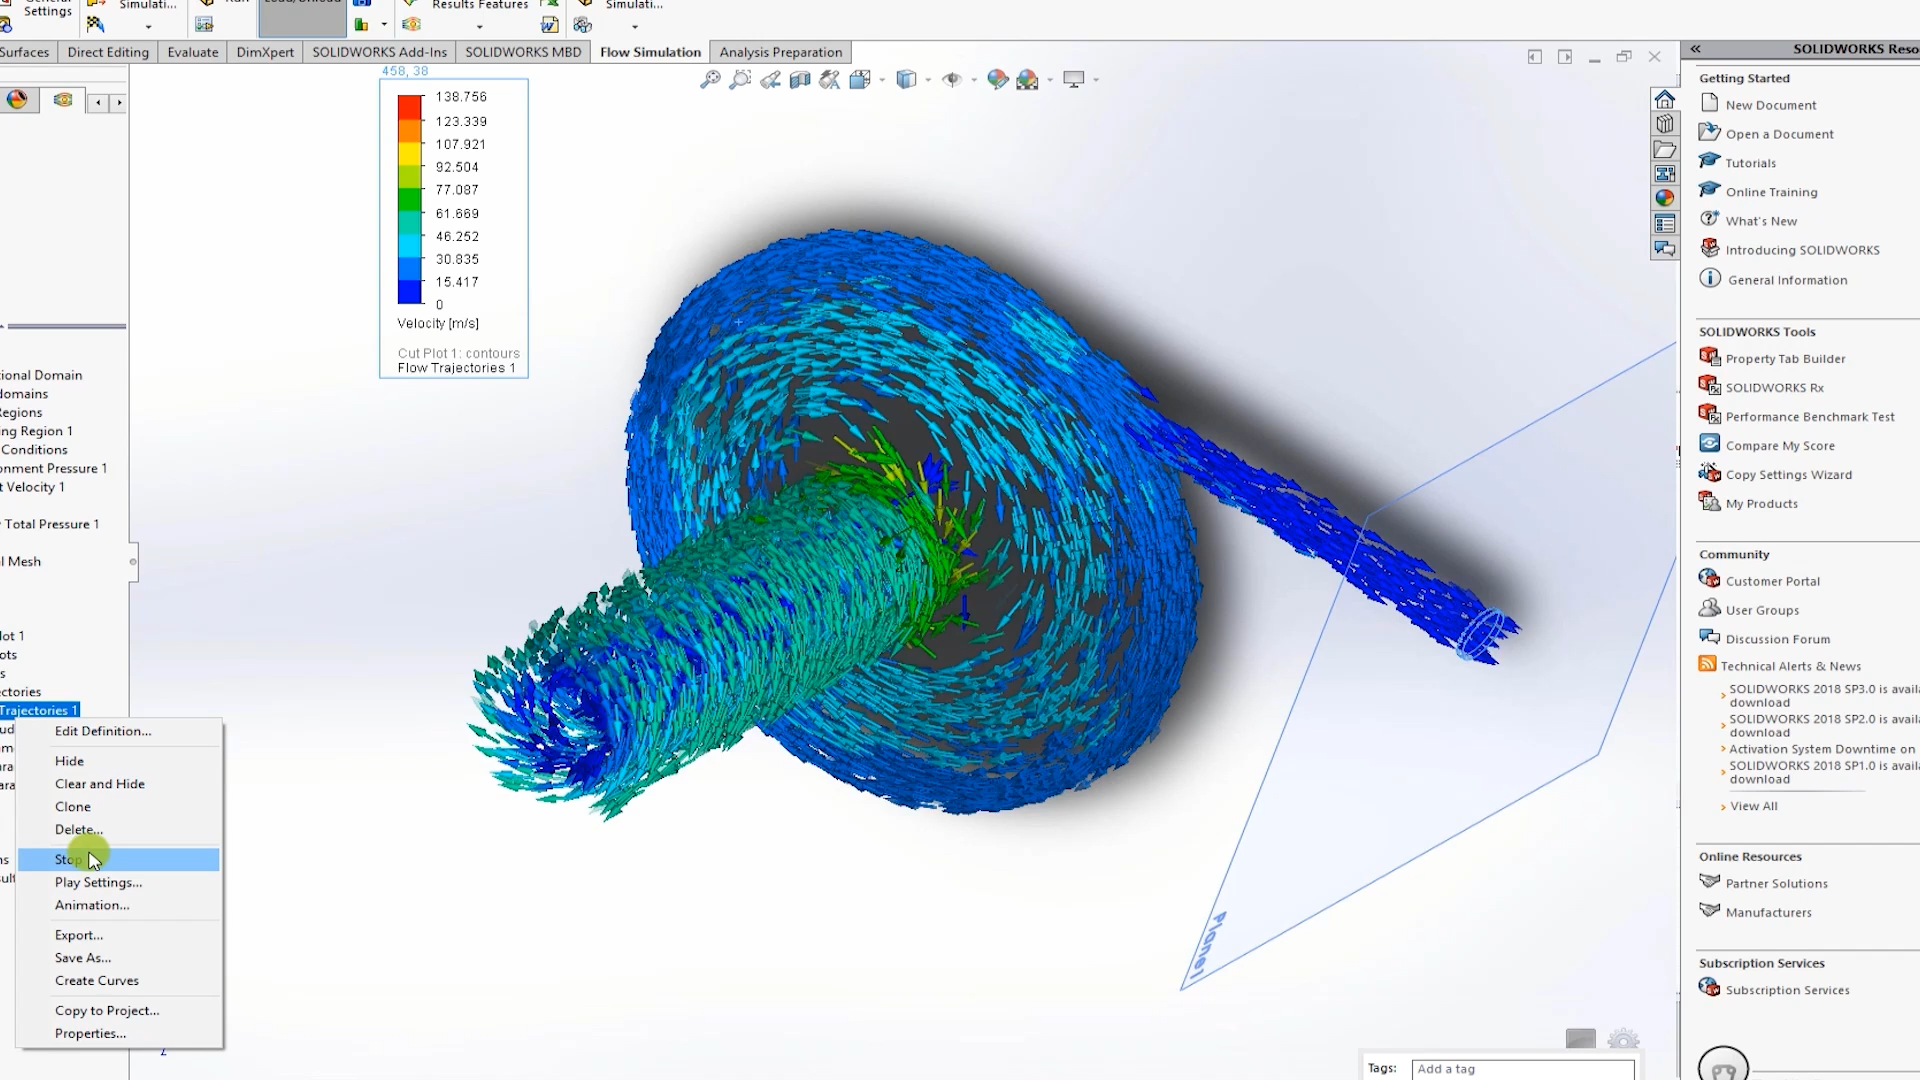 General
Settings
Simulati...
Run
Load/Unload
Results Features
Simulati...
Surfaces
Direct Editing
Evaluate
DimXpert
SOLIDWORKS Add-Ins
SOLIDWORKS MBD
Flow Simulation
Analysis Preparation
458, 38
138.756
123.339
107.921
92.504
77.087
61.669
46.252
30.835
15.417
0
Velocity [m/s]
Cut Plot 1: contours
Flow Trajectories 1
tional Domain
domains
Regions
ing Region 1
Conditions
onment Pressure 1
t Velocity 1
Total Pressure 1
l Mesh
lot 1
ots
s
ectories
Trajectories 1
Edit Definition...
Hide
Clear and Hide
Clone
Delete...
Stop
Play Settings...
Animation...
Export...
Save As...
Create Curves
Copy to Project...
Properties...
Plane1
Z
SOLIDWORKS Reso
Getting Started
New Document
Open a Document
Tutorials
Online Training
What's New
Introducing SOLIDWORKS
General Information
SOLIDWORKS Tools
Property Tab Builder
SOLIDWORKS Rx
Performance Benchmark Test
Compare My Score
Copy Settings Wizard
My Products
Community
Customer Portal
User Groups
Discussion Forum
Technical Alerts & News
SOLIDWORKS 2018 SP3.0 is availa
download
SOLIDWORKS 2018 SP2.0 is availa
download
Activation System Downtime on
SOLIDWORKS 2018 SP1.0 is availa
download
View All
Online Resources
Partner Solutions
Manufacturers
Subscription Services
Subscription Services
Tags:
Add a tag